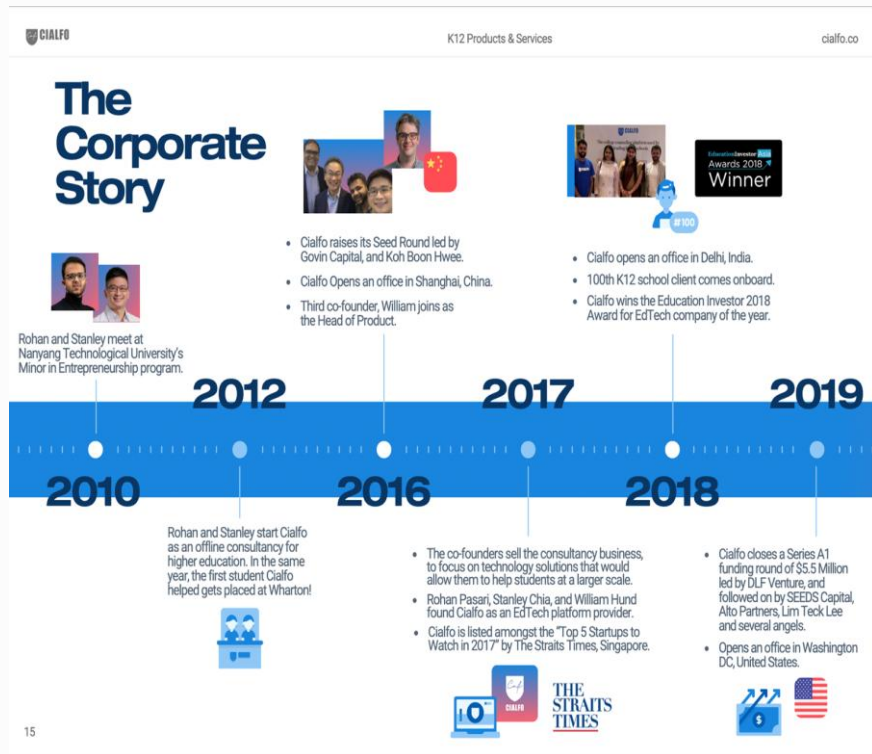 CIALFO
K12 Products & Services
cialfo.co
The
Corporate
Story
Rohan and Stanley meet at
Nanyang Technological University's
Minor in Entrepreneurship program.
• Cialfo raises its Seed Round led by
Govin Capital, and Koh Boon Hwee.
• Cialfo Opens an office in Shanghai, China.
• Third co-founder, William joins as
the Head of Product.
CIALFO
EducationInvestor Asia
Awards 2018
Winner
#100
• Cialfo opens an office in Delhi, India.
• 100th K12 school client comes onboard.
• Cialfo wins the Education Investor 2018
Award for EdTech company of the year.
2012
2017
2019
2010
2016
2018
Rohan and Stanley start Cialfo
as an offline consultancy for
higher education. In the same
year, the first student Cialfo
helped gets placed at Wharton!
• The co-founders sell the consultancy business,
to focus on technology solutions that would
allow them to help students at a larger scale.
• Rohan Pasari, Stanley Chia, and William Hund
found Cialfo as an EdTech platform provider.
• Cialfo is listed amongst the "Top 5 Startups to
Watch in 2017" by The Straits Times, Singapore.
CIALFO
THE
STRAITS
TIMES
• Cialfo closes a Series A1
funding round of $5.5 Million
led by DLF Venture, and
followed on by SEEDS Capital,
Alto Partners, Lim Teck Lee
and several angels.
• Opens an office in Washington
DC, United States.
$
15